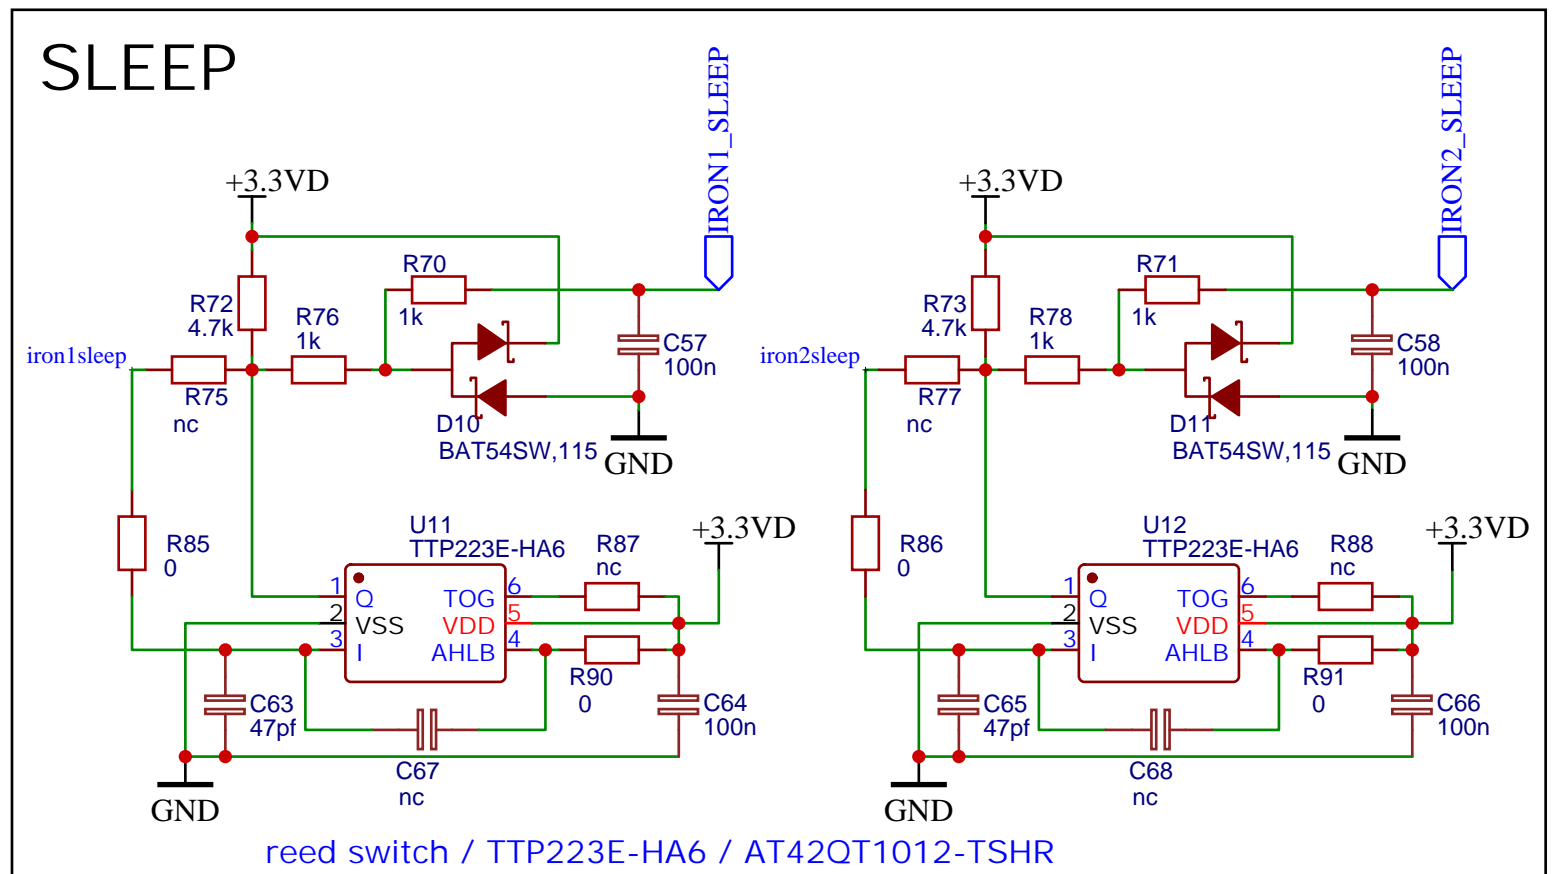 SLEEP
IRON1_SLEEP
IRON2_SLEEP
+3.3VD
+3.3VD
R70
1k
R71
1k
R72
4.7k
R76
1k
R73
4.7k
R78
1k
C57
100n
C58
100n
iron1sleep
R75
nc
iron2sleep
R77
nc
D10
BAT54SW,115
GND
D11
BAT54SW,115
GND
U11
TTP223E-HA6
R87
nc
+3.3VD
U12
TTP223E-HA6
R88
nc
+3.3VD
R85
0
R86
0
1 Q TOG 6
2 VSS VDD 5
3 I AHLB 4
1 Q TOG 6
2 VSS VDD 5
3 I AHLB 4
R90
0
R91
0
C63
47pf
C64
100n
C65
47pf
C66
100n
C67
nc
C68
nc
GND
GND
reed switch / TTP223E-HA6 / AT42QT1012-TSHR